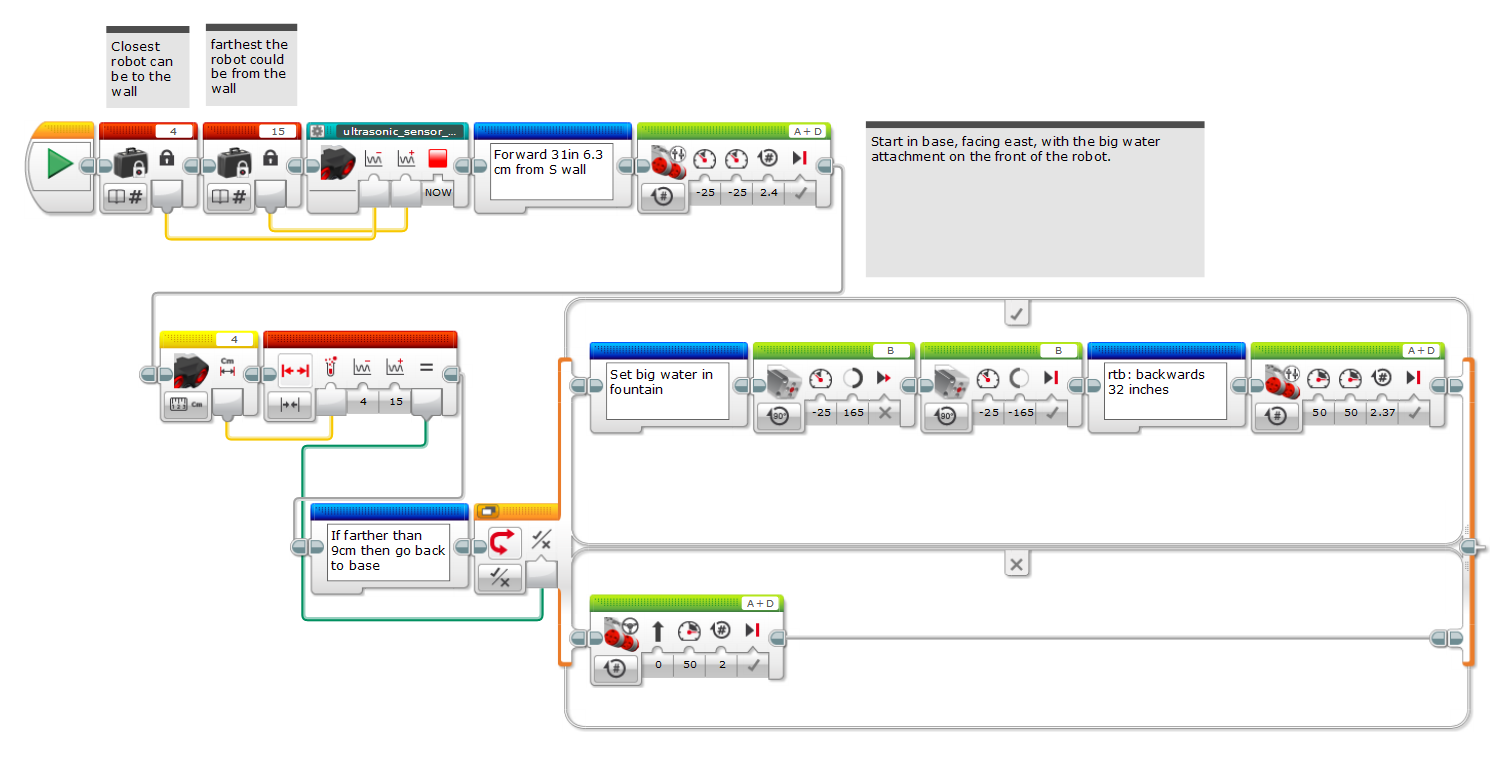 Closest
robot can
be to the
wall
farthest the
robot could
be from the
wall
4
15
ultrasonic_sensor_...
NOW
Forward 31in 6.3
cm from S wall
A + D
-25 -25 2.4
Start in base, facing east, with the big water
attachment on the front of the robot.
4
Cm
Cm
4 15
If farther than
9cm then go back
to base
Set big water in
fountain
B
90°
-25 165
B
90°
-25 -165
rtb: backwards
32 inches
A + D
50 50 2.37
A + D
0 50 2